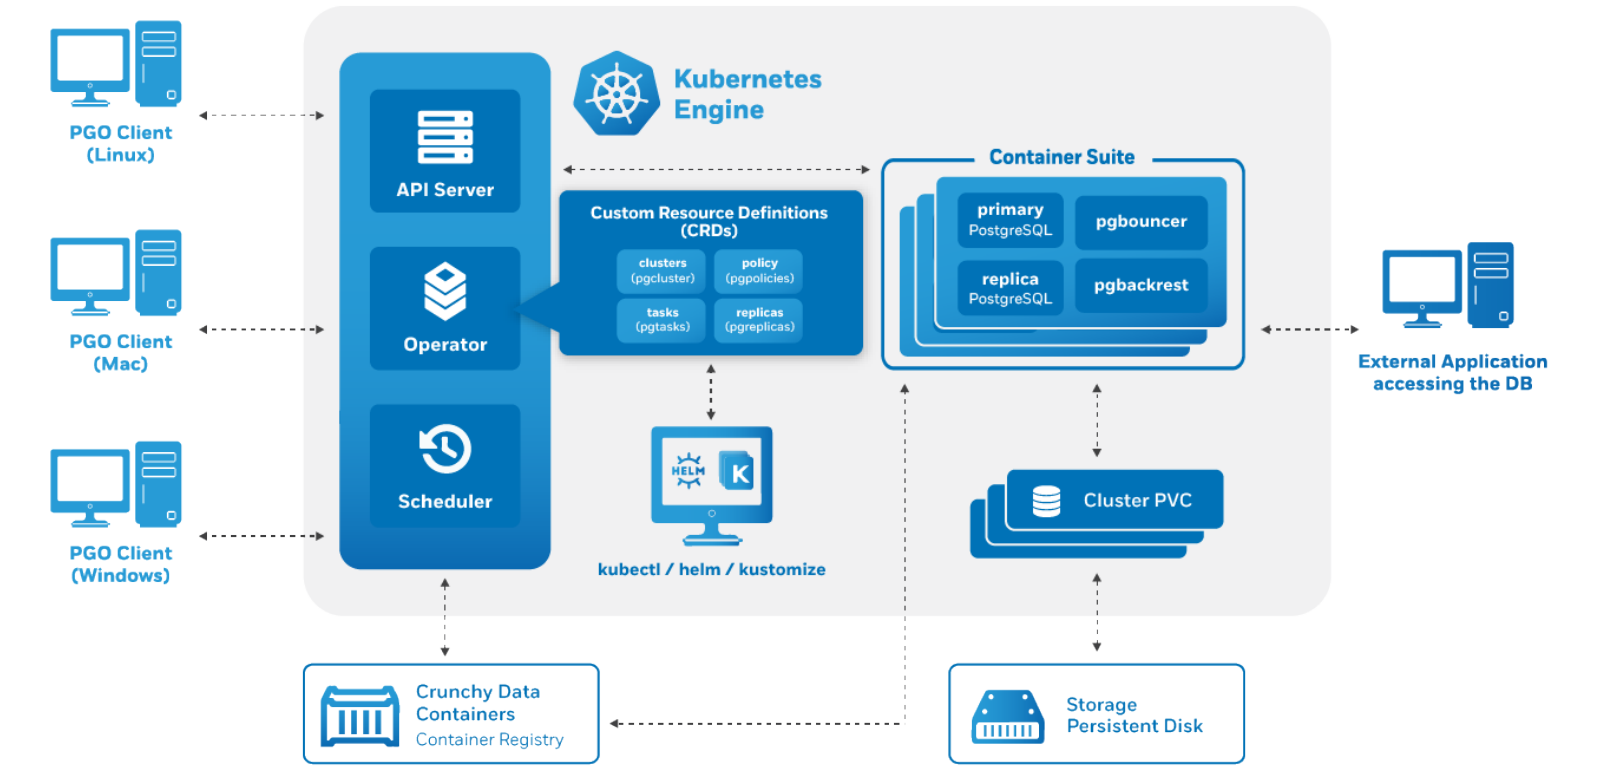 PGO Client
(Linux)
PGO Client
(Mac)
PGO Client
(Windows)
API Server
Operator
Scheduler
Kubernetes
Engine
Custom Resource Definitions
(CRDs)
clusters
(pgcluster)
policy
(pgpolicies)
tasks
(pgtasks)
replicas
(pgreplicas)
HELM
K
kubectl / helm / kustomize
Container Suite
primary
PostgreSQL
pgbouncer
replica
PostgreSQL
pgbackrest
Cluster PVC
External Application
accessing the DB
Crunchy Data
Containers
Container Registry
Storage
Persistent Disk